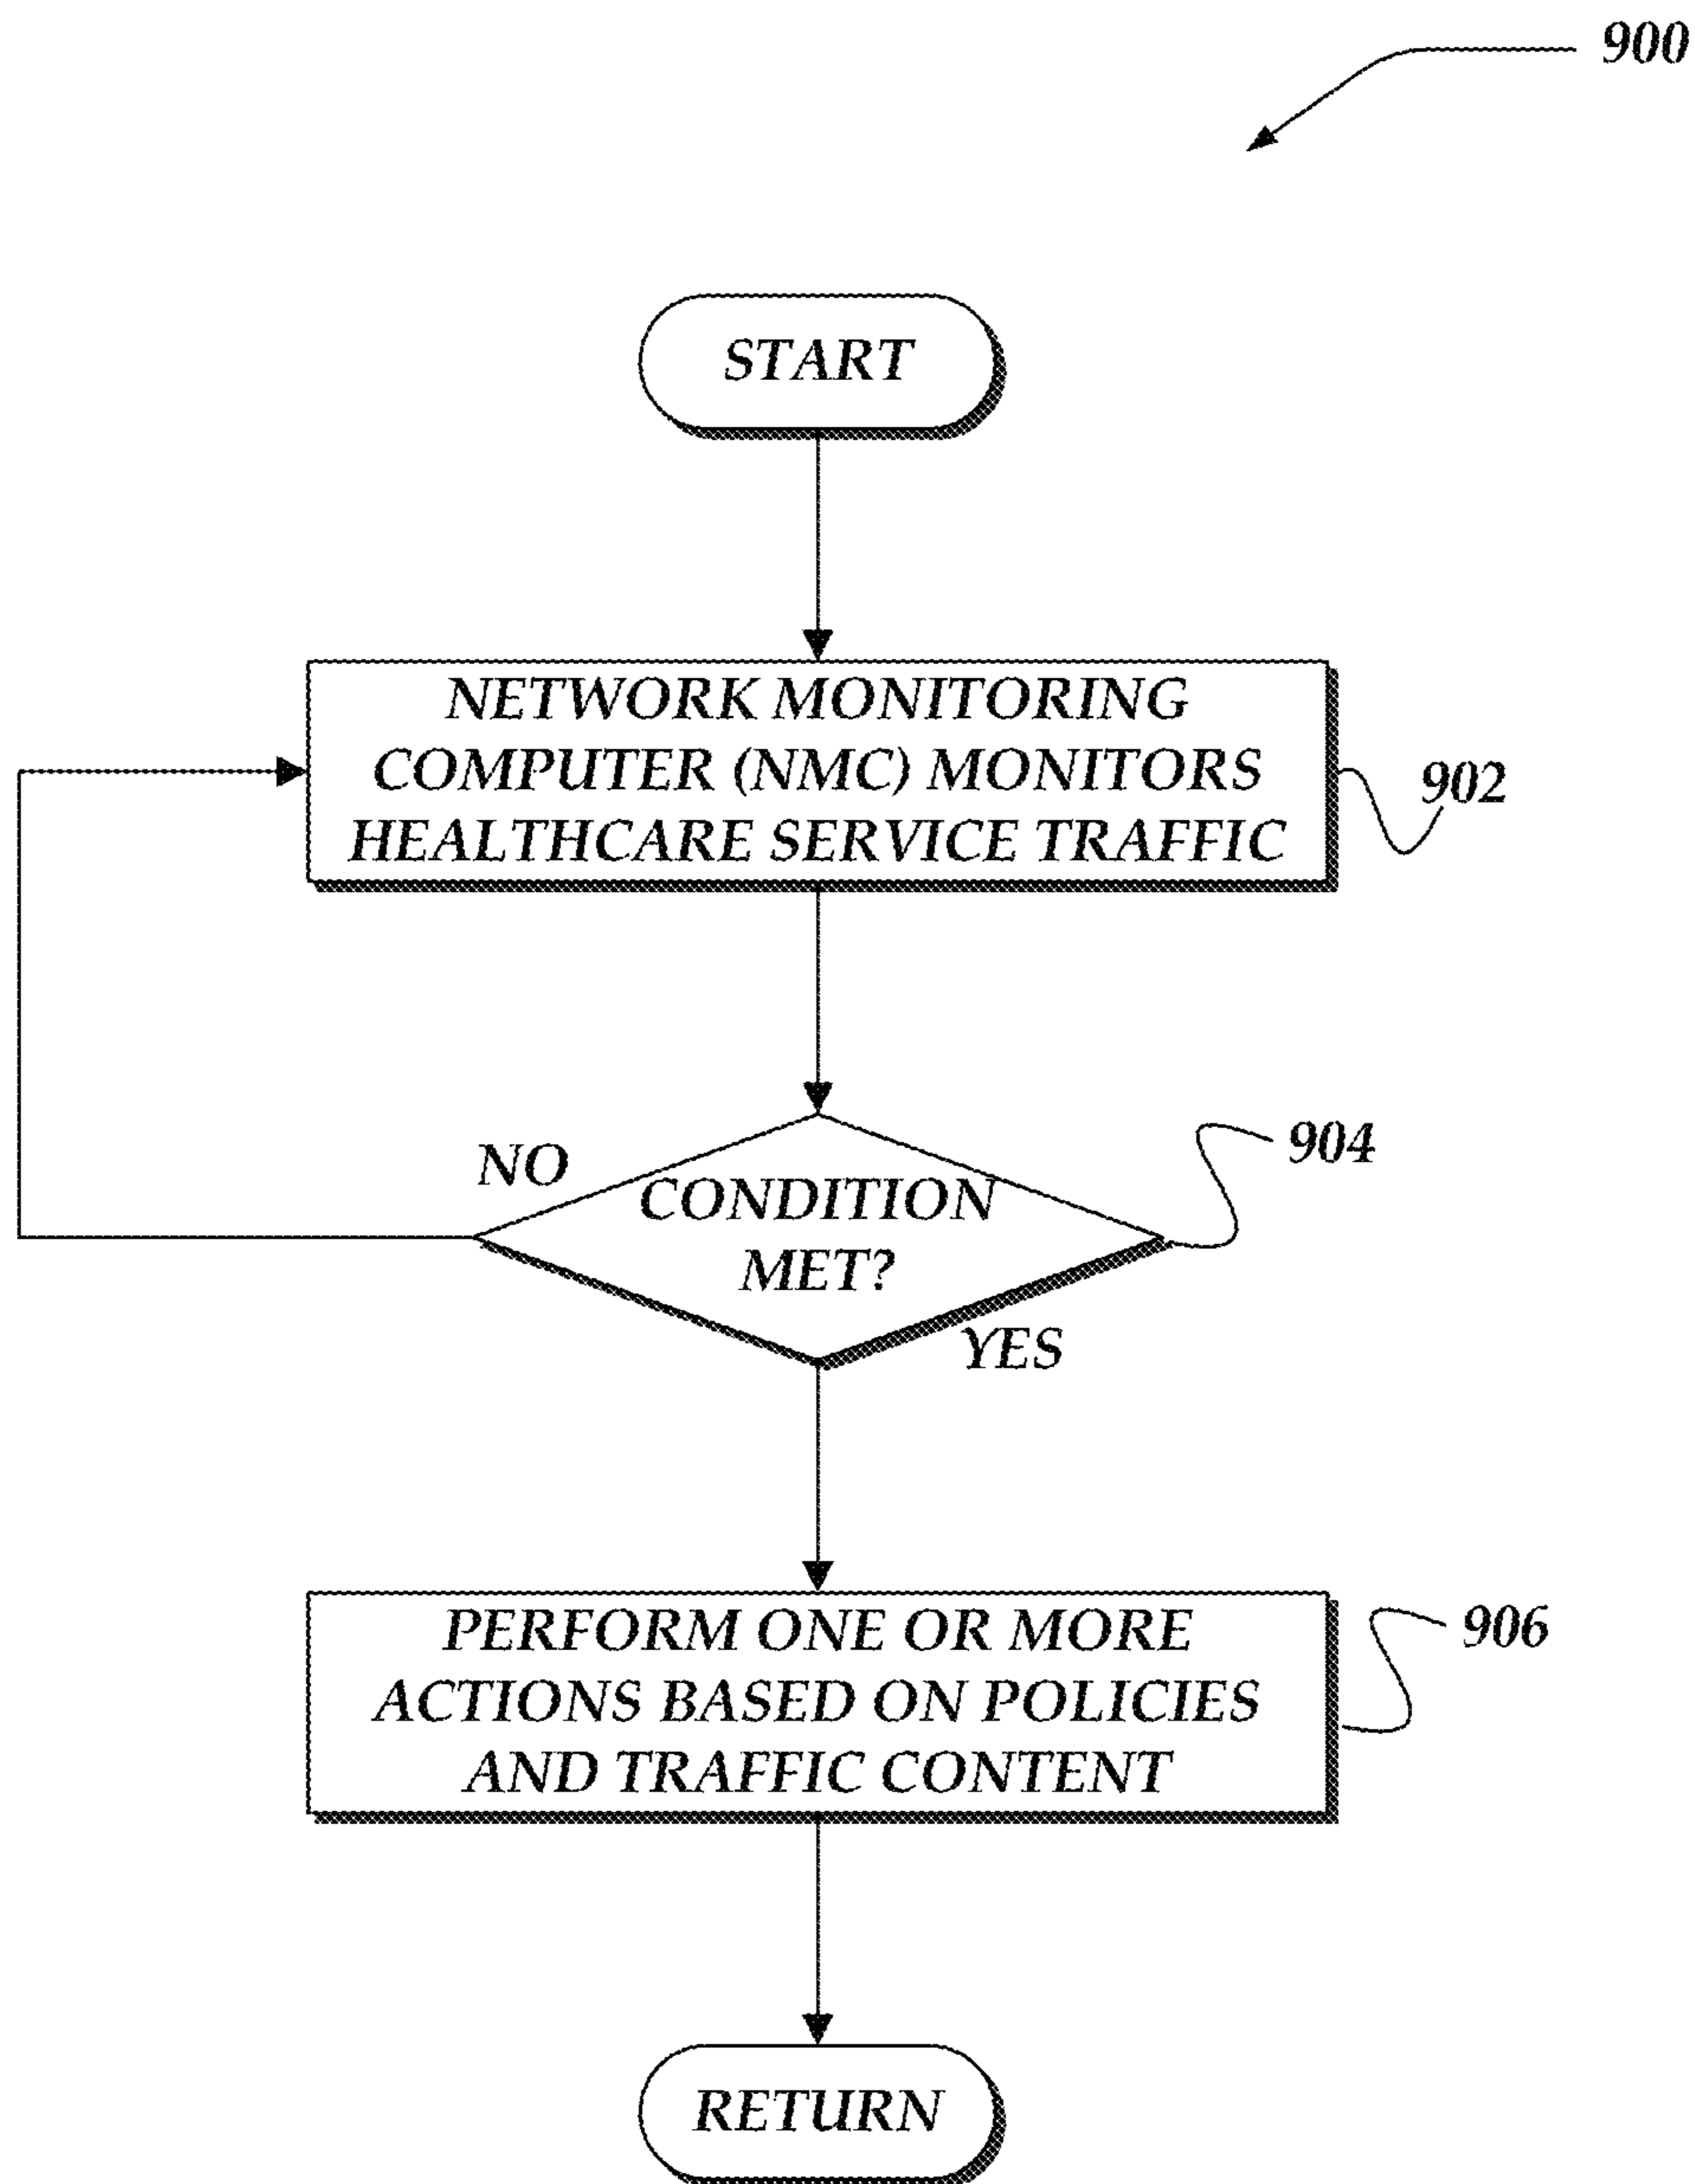 900
START
NETWORK MONITORING
COMPUTER (NMC) MONITORS
HEALTHCARE SERVICE TRAFFIC
902
NO
CONDITION
MET?
904
YES
PERFORM ONE OR MORE
ACTIONS BASED ON POLICIES
AND TRAFFIC CONTENT
906
RETURN